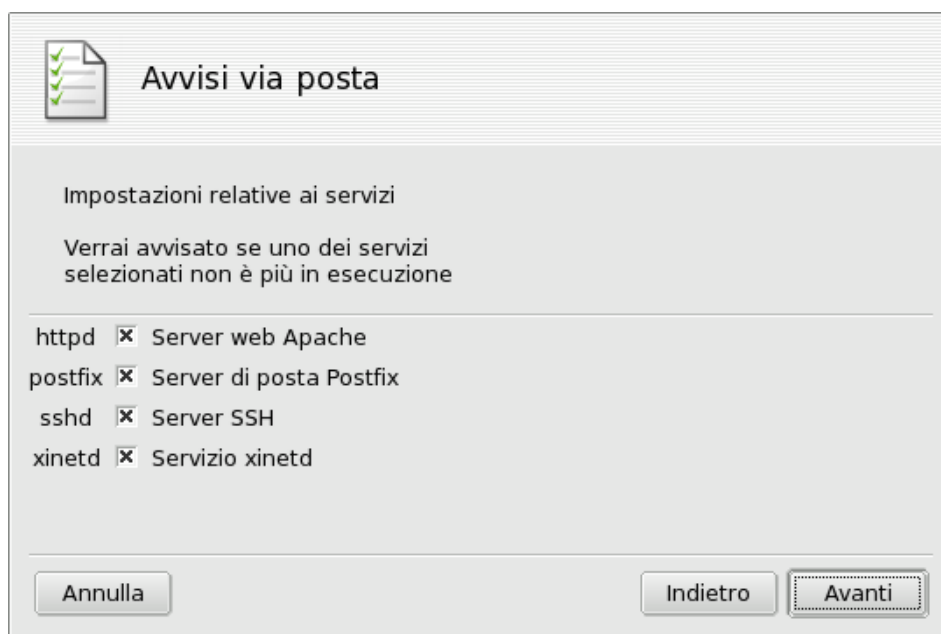 Avvisi via posta
Impostazioni relative ai servizi
Verrai avvisato se uno dei servizi
selezionati non è più in esecuzione
httpd Server web Apache
postfix Server di posta Postfix
sshd Server SSH
xinetd Servizio xinetd
Annulla Indietro Avanti